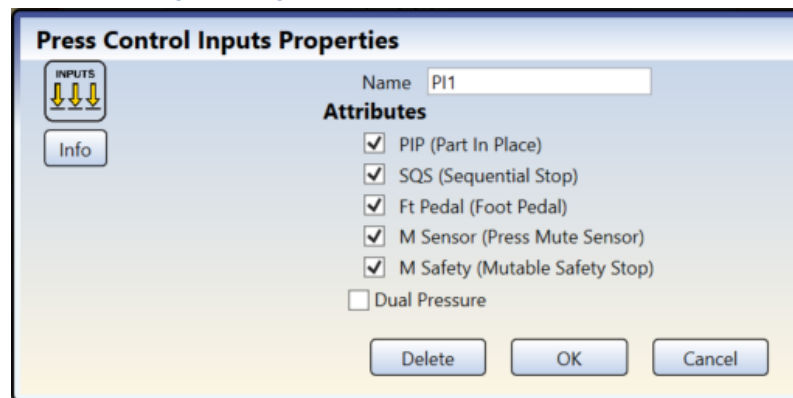 Press Control Inputs Properties
INPUTS
Name PI1
Attributes
Info
PIP (Part In Place)
SQS (Sequential Stop)
Ft Pedal (Foot Pedal)
M Sensor (Press Mute Sensor)
M Safety (Mutable Safety Stop)
Dual Pressure
Delete OK Cancel